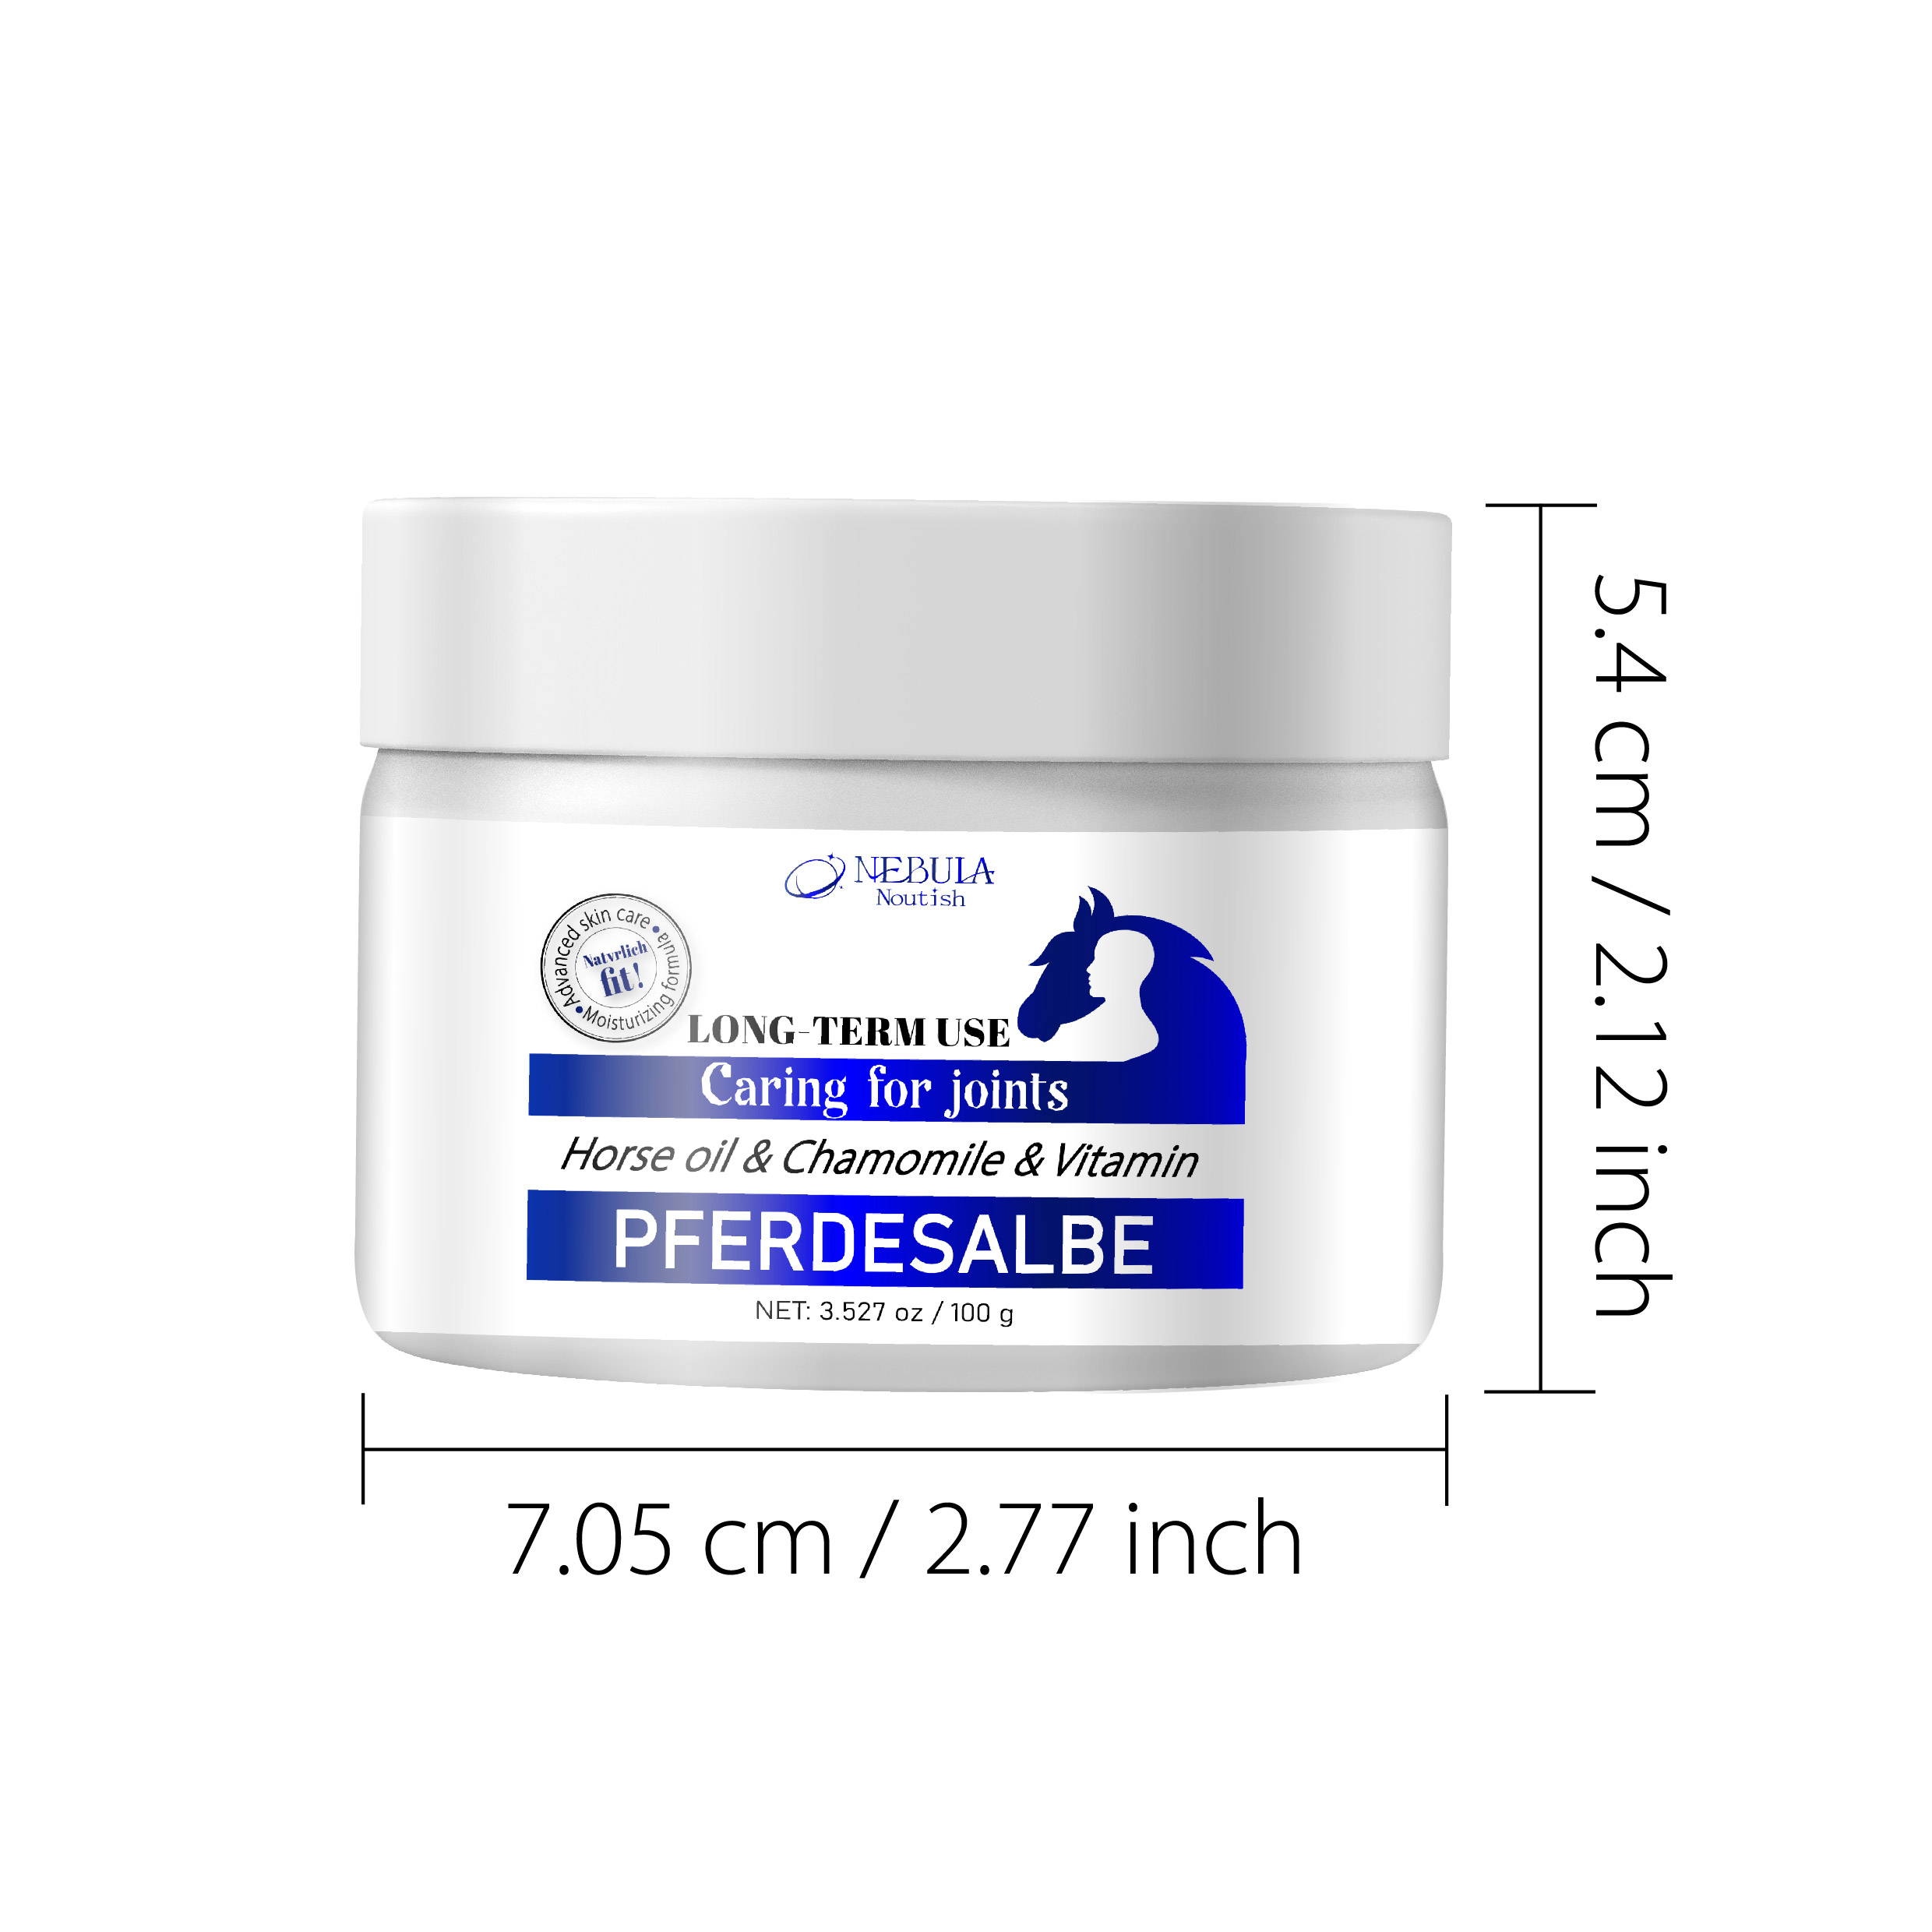 NEBULA
Noutish
Advanced skin care • Moisturizing formula •
Natvrlich
fit!
LONG-TERM USE
Caring for joints
Horse oil & Chamomile & Vitamin
PFERDESALBE
NET: 3.527 oz / 100 g
5.4 cm / 2.12 inch
7.05 cm / 2.77 inch